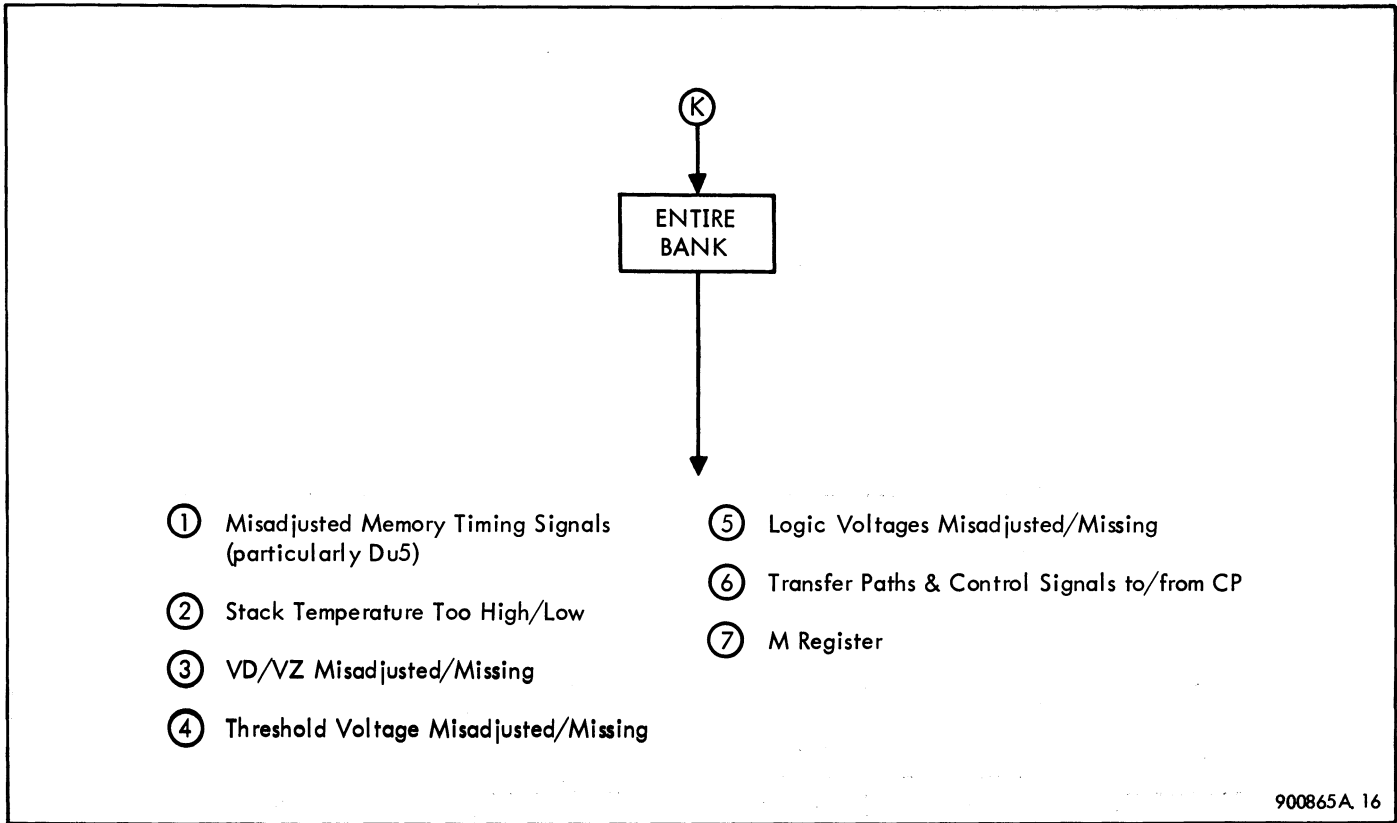 K
ENTIRE
BANK
1 Misadjusted Memory Timing Signals
(particularly Du5)
2 Stack Temperature Too High/Low
3 VD/VZ Misadjusted/Missing
4 Threshold Voltage Misadjusted/Missing
5 Logic Voltages Misadjusted/Missing
6 Transfer Paths & Control Signals to/from CP
7 M Register
900865A. 16